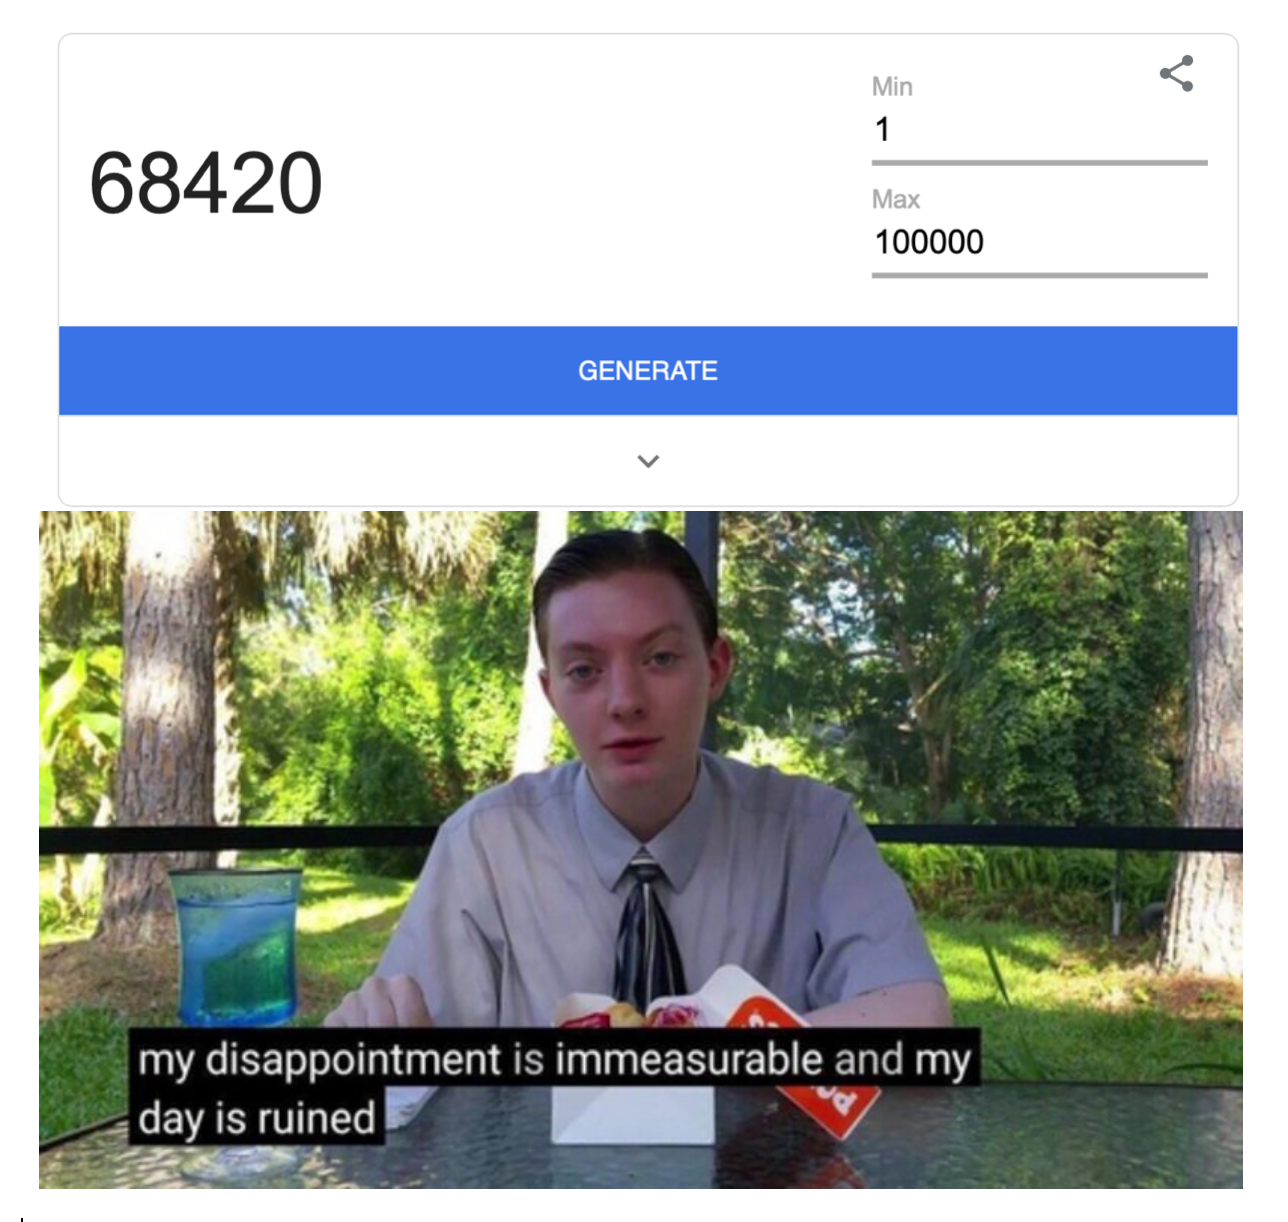 Min
1
68420
Max
100000
GENERATE
my disappointment is immeasurable and my
day is ruined